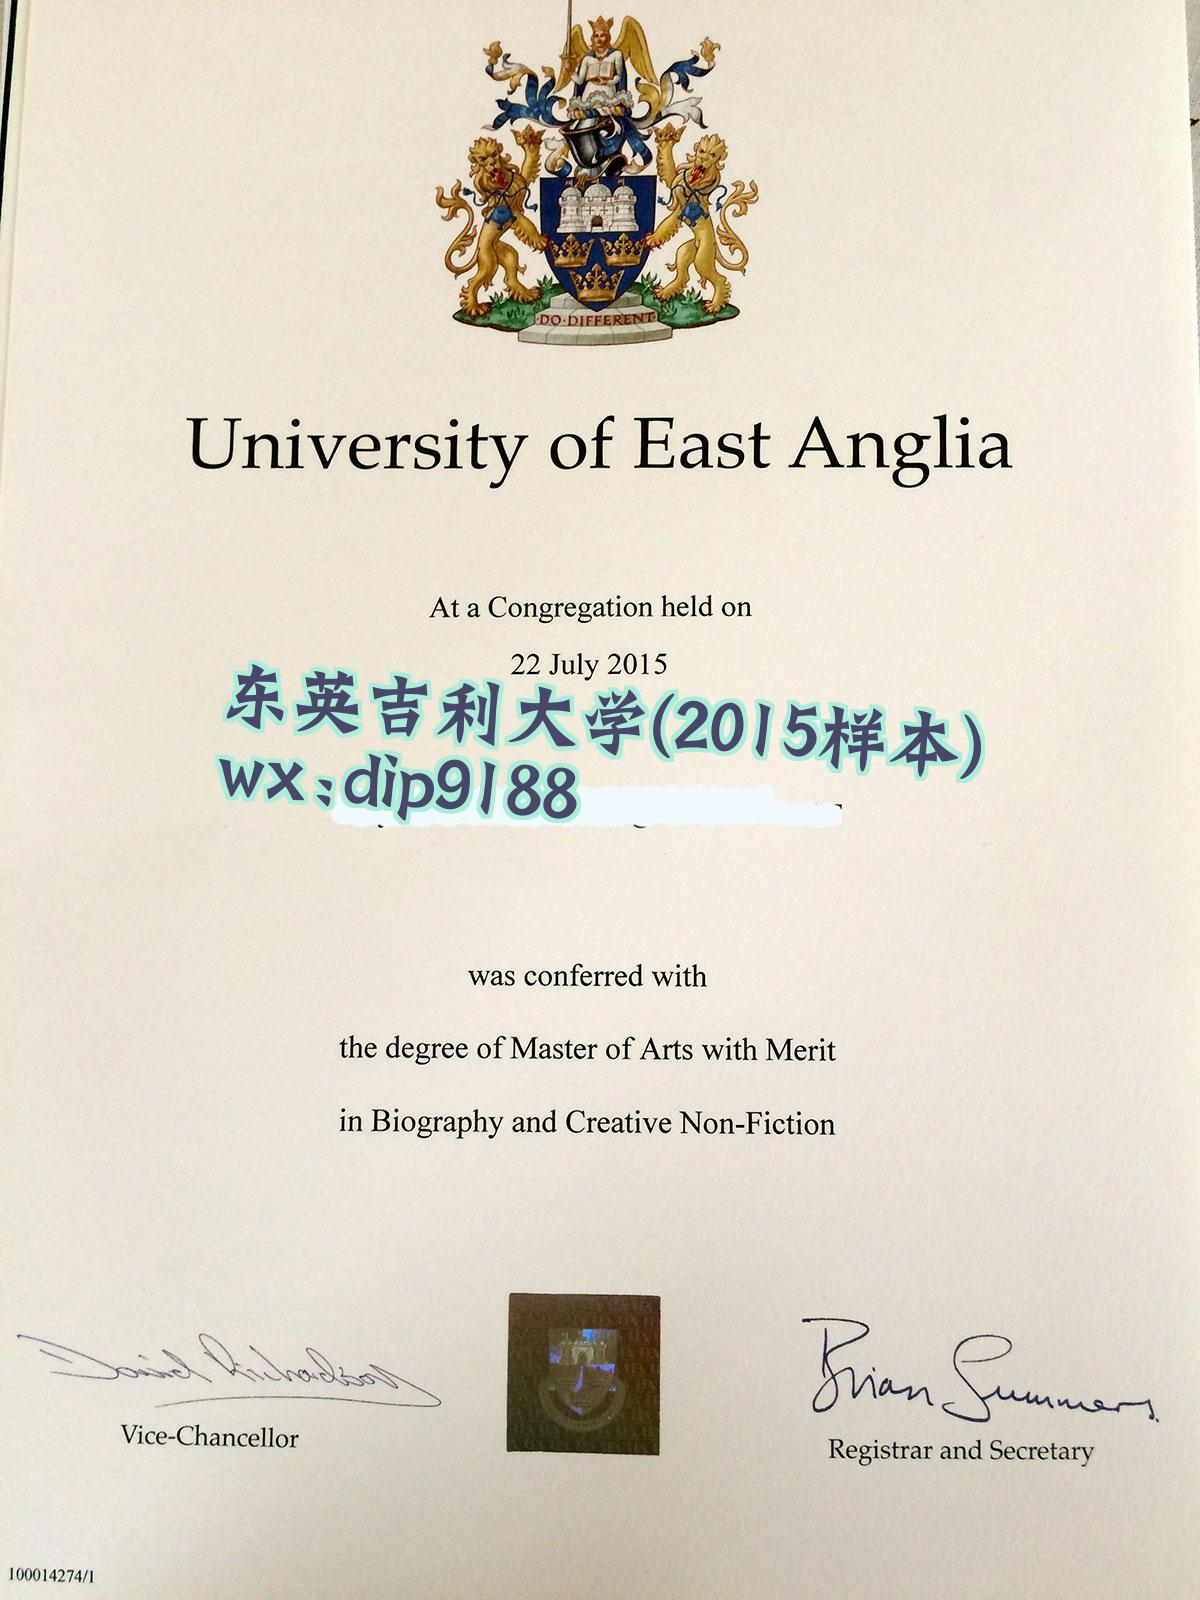 DO·DIFFERENT
University of East Anglia
At a Congregation held on
22 July 2015
东英吉利大学(2015样本)
wx:dip9188
was conferred with
the degree of Master of Arts with Merit
in Biography and Creative Non-Fiction
David Richardson
Brian Summers
Vice-Chancellor
Registrar and Secretary
100014274/1